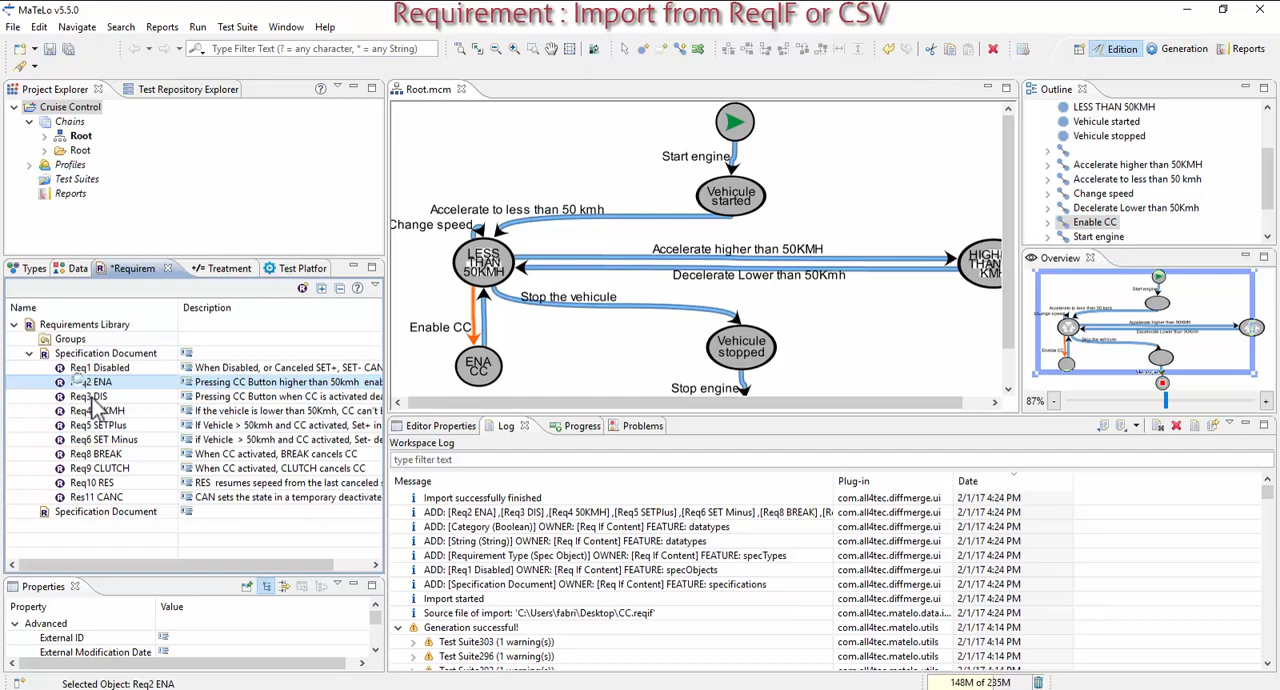 MaTeLo v5.5.0
Requirement : Import from ReqIF or CSV
File Edit Navigate Search Reports Run Test Suite Window Help
Type Filter Text (? = any character, * = any String)
Edition Generation Reports
Project Explorer Test Repository Explorer
Cruise Control
Chains
Root
Root
Profiles
Test Suites
Reports
Types Data *Requirem Treatment Test Platfor
Name Description
Requirements Library
Groups
Specification Document
Req1 Disabled When Disabled, or Canceled SET+, SET- CAN
ENA Pressing CC Button higher than 50kmh enab
Req3 DIS Pressing CC Button when CC is activated dea
If the vehicle is lower than 50Kmh, CC can't b
Req5 SETPlus If Vehicle > 50kmh and CC activated, Set+ in
Req6 SET Minus if Vehicle > 50kmh and CC activated, Set- de
Req8 BREAK When CC activated, BREAK cancels CC
Req9 CLUTCH When CC activated, CLUTCH cancels CC
Req10 RES RES resumes sepeed from the last canceled s
Res11 CANC CAN sets the state in a temporary deactivate
Specification Document
Properties
Property Value
Advanced
External ID
External Modification Date
Selected Object: Req2 ENA
Root.mcm
Start engine
Vehicule
started
Accelerate to less than 50 kmh
Change speed
LESS
THAN
50KMH
Accelerate higher than 50KMH
Decelerate Lower than 50Kmh
HIGH
THAN
KM
Stop the vehicule
Enable CC
ENA
CC
Vehicule
stopped
Stop engine
Outline
LESS THAN 50KMH
Vehicule started
Vehicule stopped
Accelerate higher than 50KMH
Accelerate to less than 50 kmh
Change speed
Decelerate Lower than 50Kmh
Enable CC
Start engine
Overview
87% - +
Editor Properties Log Progress Problems
Workspace Log
type filter text
Message Plug-in Date
Import successfully finished com.all4tec.diffmerge.ui 2/1/17 4:24 PM
ADD: [Req2 ENA] ,[Req3 DIS] ,[Req4 50KMH] ,[Req5 SETPlus] ,[Req6 SET Minus] ,[Req8 BREAK] ,[Re com.all4tec.diffmerge.ui 2/1/17 4:24 PM
ADD: [Category (Boolean)] OWNER: [Req If Content] FEATURE: datatypes com.all4tec.diffmerge.ui 2/1/17 4:24 PM
ADD: [String (String)] OWNER: [Req If Content] FEATURE: datatypes com.all4tec.diffmerge.ui 2/1/17 4:24 PM
ADD: [Requirement Type (Spec Object)] OWNER: [Req If Content] FEATURE: specTypes com.all4tec.diffmerge.ui 2/1/17 4:24 PM
ADD: [Req1 Disabled] OWNER: [Req If Content] FEATURE: specObjects com.all4tec.diffmerge.ui 2/1/17 4:24 PM
ADD: [Specification Document] OWNER: [Req If Content] FEATURE: specifications com.all4tec.diffmerge.ui 2/1/17 4:24 PM
Import started com.all4tec.diffmerge.ui 2/1/17 4:24 PM
Source file of import: 'C:\Users\fabri\Desktop\CC.reqif' com.all4tec.matelo.data.i... 2/1/17 4:24 PM
Generation successful! com.all4tec.matelo.utils 2/1/17 4:14 PM
Test Suite303 (1 warning(s)) com.all4tec.matelo.utils 2/1/17 4:14 PM
Test Suite296 (1 warning(s)) com.all4tec.matelo.utils 2/1/17 4:14 PM
148M of 235M